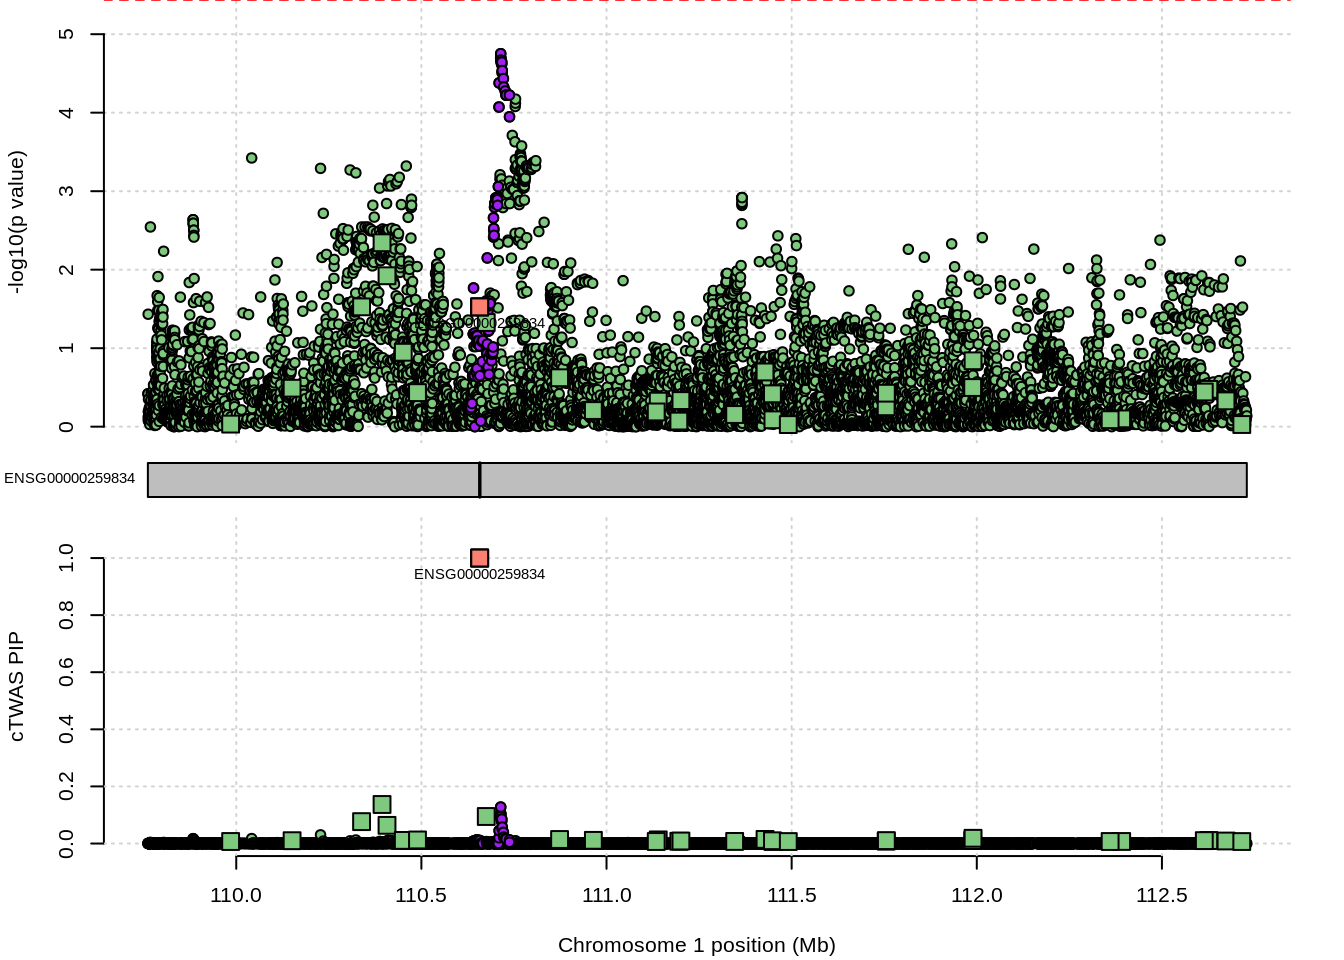 5
4
3
2
1
0
-log10(p value)
ENSG00000259834
ENSG00000259834
1.0
0.8
0.6
0.4
0.2
0.0
cTWAS PIP
ENSG00000259834
110.0 110.5 111.0 111.5 112.0 112.5
Chromosome 1 position (Mb)